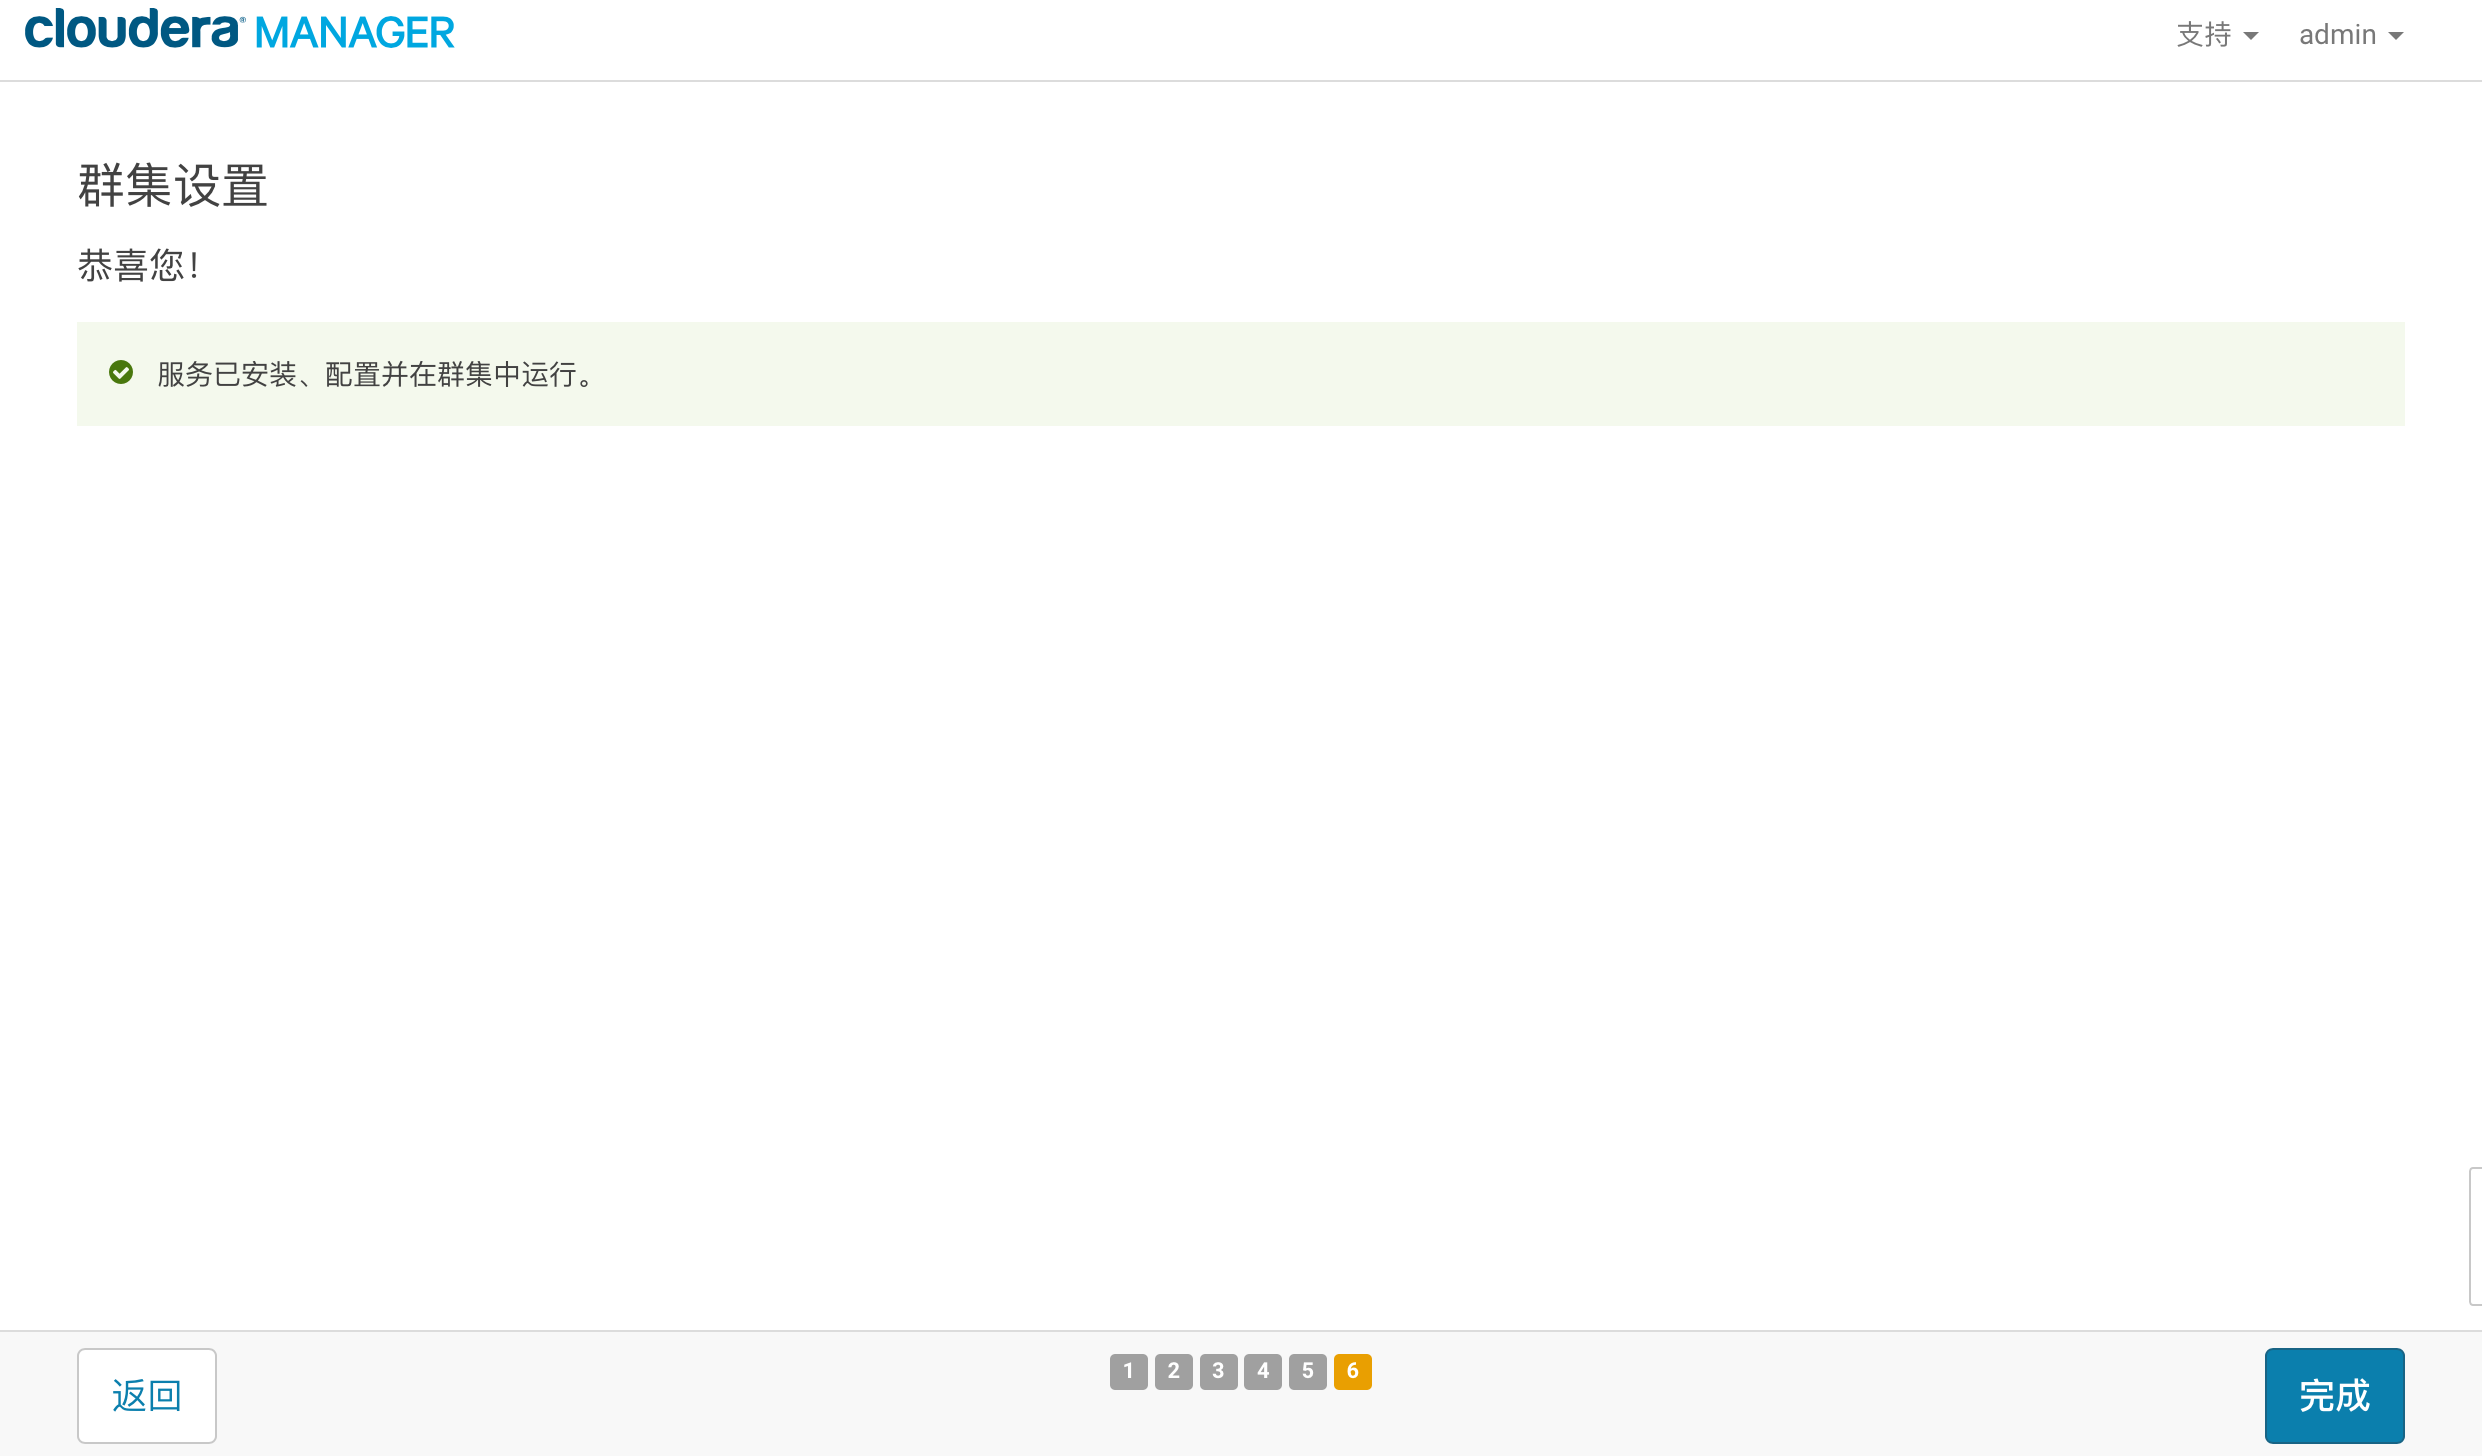 cloudera® MANAGER
支持 admin
群集设置
恭喜您!
服务已安装、配置并在群集中运行。
返回 1 2 3 4 5 6 完成